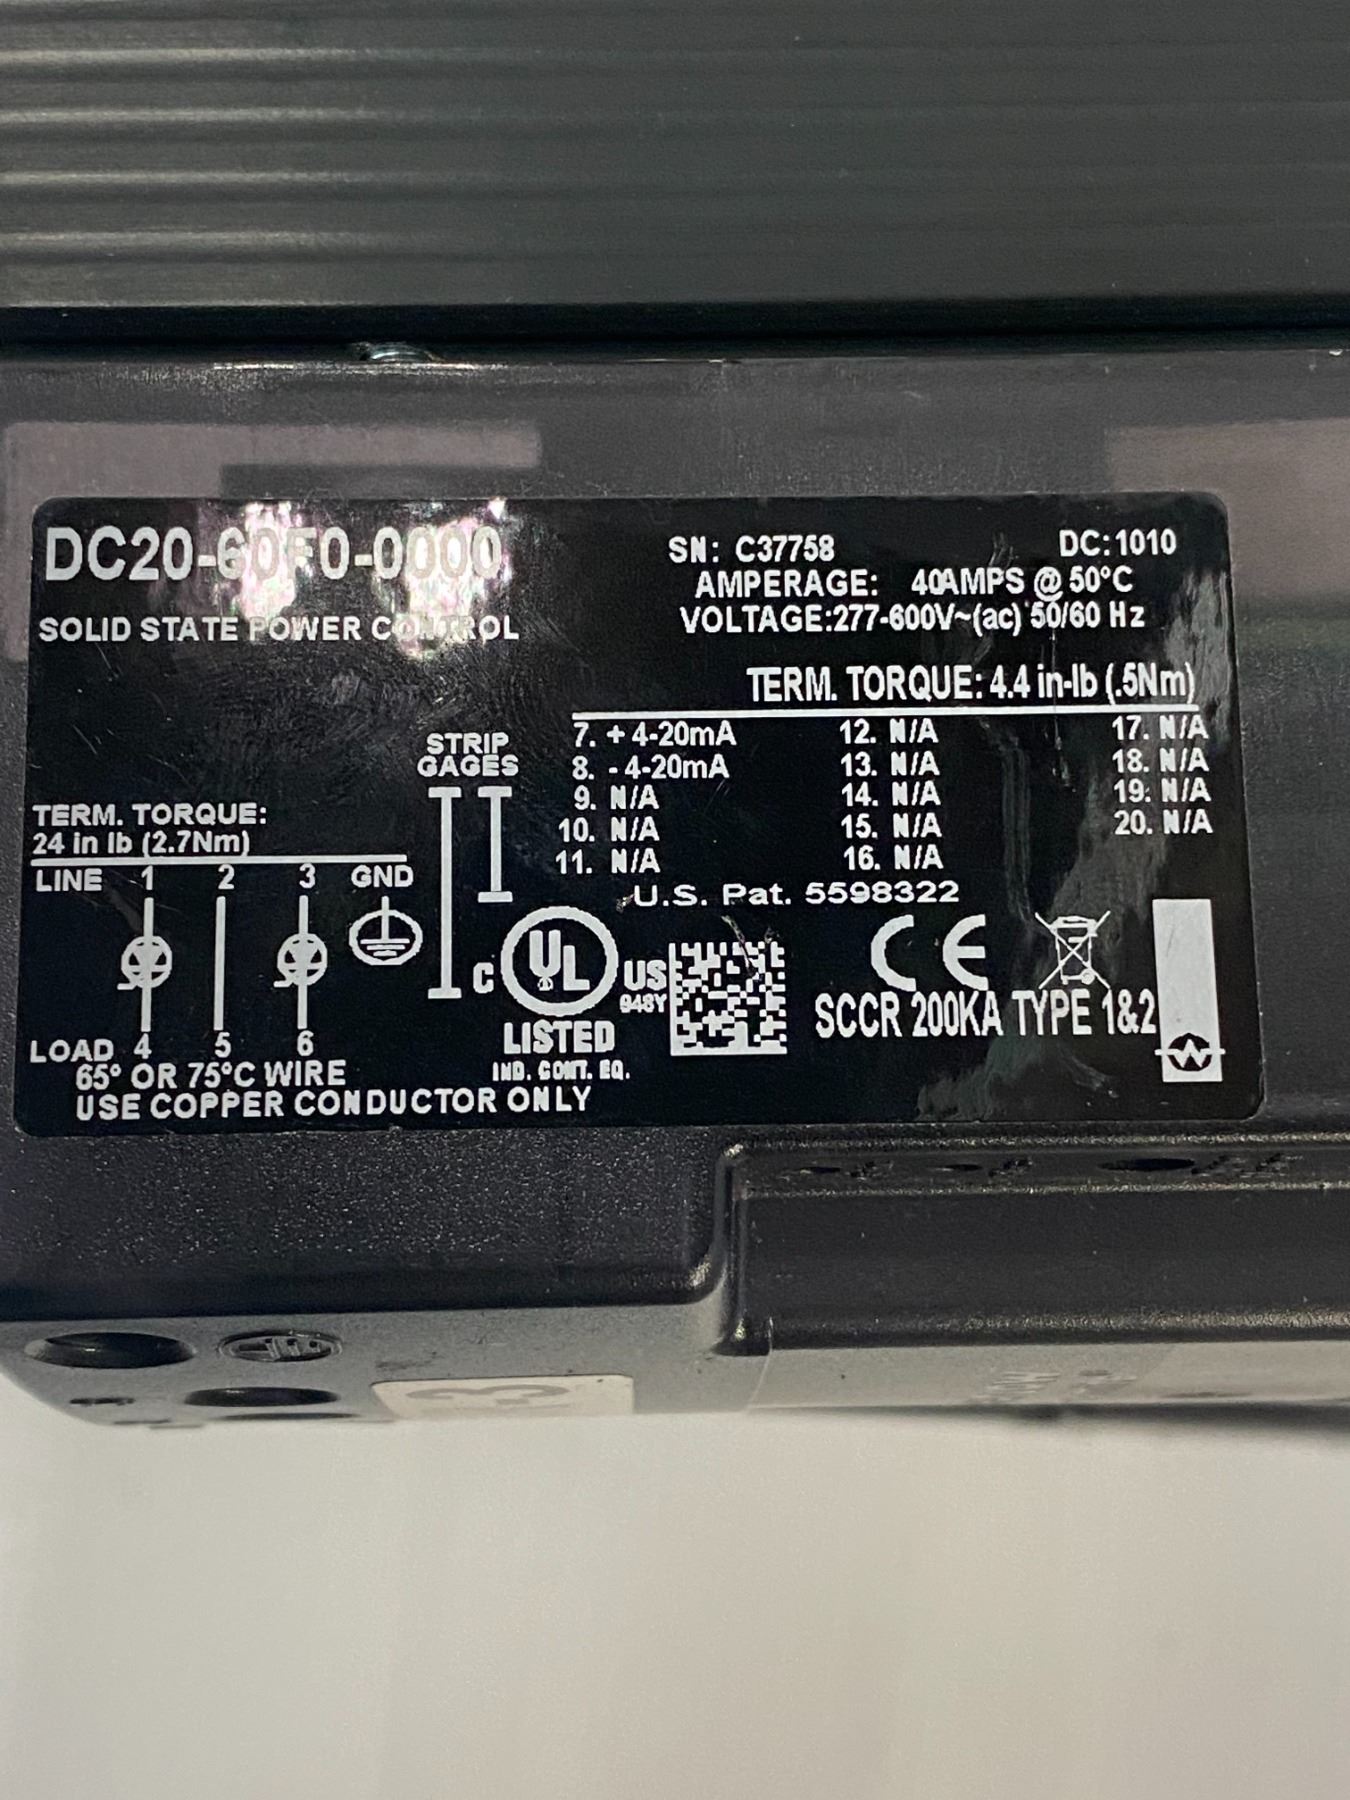 DC20-60F0-0000
SOLID STATE POWER CONTROL
SN: C37758 DC:1010
AMPERAGE: 40AMPS @ 50°C
VOLTAGE:277-600V~(ac) 50/60 Hz
TERM. TORQUE: 4.4 in-lb (.5Nm)
7. + 4-20mA 12. N/A 17. N/A
8. - 4-20mA 13. N/A 18. N/A
9. N/A 14. N/A 19. N/A
10. N/A 15. N/A 20. N/A
11. N/A 16. N/A
U.S. Pat. 5598322
STRIP
GAGES
TERM. TORQUE:
24 in lb (2.7Nm)
LINE 1 2 3 GND
LOAD 4 5 6
65° OR 75°C WIRE
USE COPPER CONDUCTOR ONLY
C UL US
948Y
LISTED
IND. CONT. EQ.
CE
SCCR 200KA TYPE 1&2
3